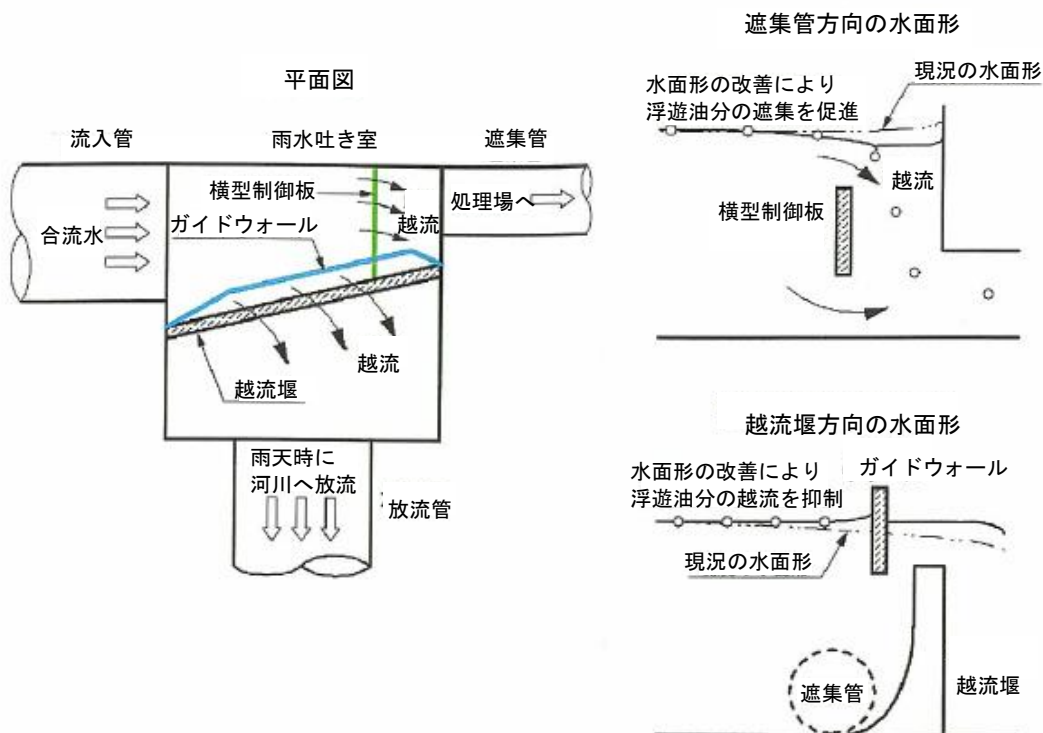 平面図
流入管
雨水吐き室
遮集管
横型制御板
ガイドウォール
越流
処理場へ
合流水
越流
越流堰
雨天時に
河川へ放流
放流管
遮集管方向の水面形
現況の水面形
水面形の改善により
浮遊油分の遮集を促進
越流
横型制御板
越流堰方向の水面形
水面形の改善により
浮遊油分の越流を抑制
ガイドウォール
現況の水面形
遮集管
越流堰